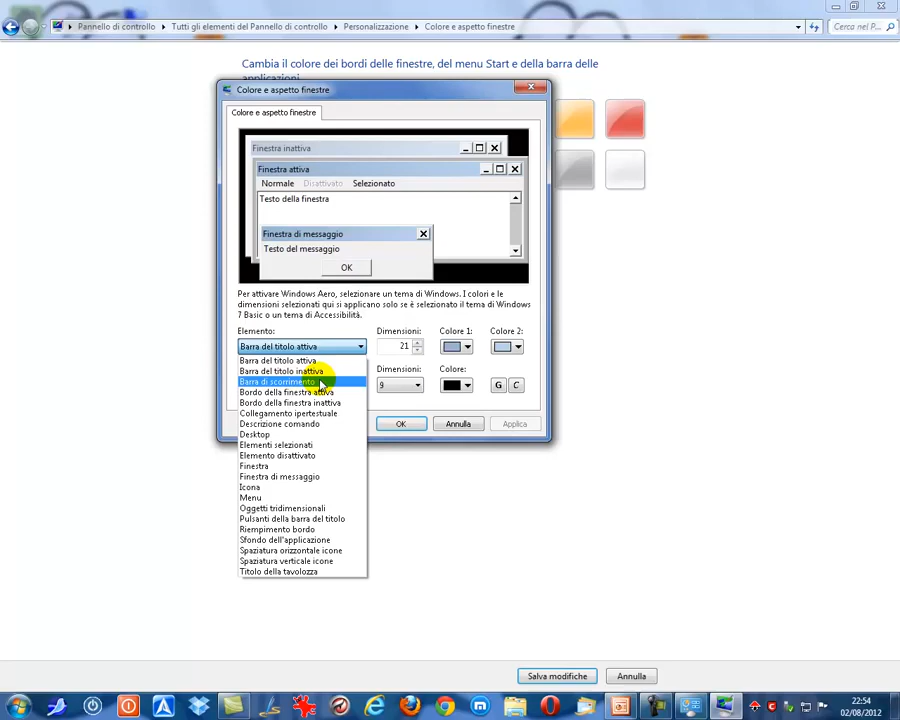 Pannello di controllo Tutti gli elementi del Pannello di controllo Personalizzazione Colore e aspetto finestre
Cerca nel P...
Cambia il colore dei bordi delle finestre, del menu Start e della barra delle
applicazioni
Colore e aspetto finestre
Colore e aspetto finestre
Finestra inattiva
Finestra attiva
Normale Disattivato Selezionato
Testo della finestra
Finestra di messaggio
Testo del messaggio
OK
Per attivare Windows Aero, selezionare un tema di Windows. I colori e le
dimensioni selezionati qui si applicano solo se è selezionato il tema di Windows
7 Basic o un tema di Accessibilità.
Elemento: Dimensioni: Colore 1: Colore 2:
Barra del titolo attiva 21
Barra del titolo attiva
Barra del titolo inattiva
Dimensioni: Colore:
Barra di scorrimento 9 G C
Bordo della finestra attiva
Bordo della finestra inattiva
Collegamento ipertestuale
Descrizione comando
OK Annulla Applica
Desktop
Elementi selezionati
Elemento disattivato
Finestra
Finestra di messaggio
Icona
Menu
Oggetti tridimensionali
Pulsanti della barra del titolo
Riempimento bordo
Sfondo dell'applicazione
Spaziatura orizzontale icone
Spaziatura verticale icone
Titolo della tavolozza
Salva modifiche Annulla
22:54
02/08/2012